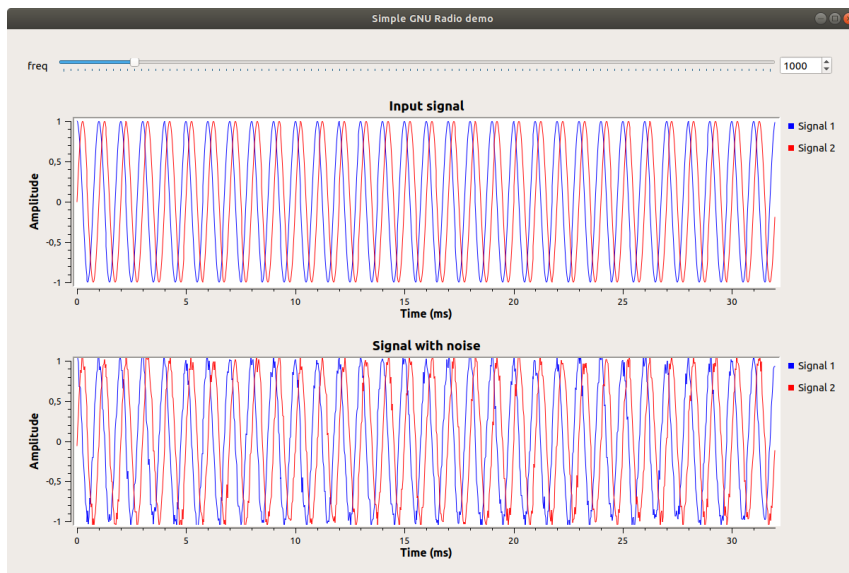 Simple GNU Radio demo
freq 1000
Input signal
Signal 1
Signal 2
1
0,5
0
-0,5
-1
Amplitude
0 5 10 15 20 25 30
Time (ms)
Signal with noise
Signal 1
Signal 2
1
0,5
0
-0,5
-1
Amplitude
0 5 10 15 20 25 30
Time (ms)